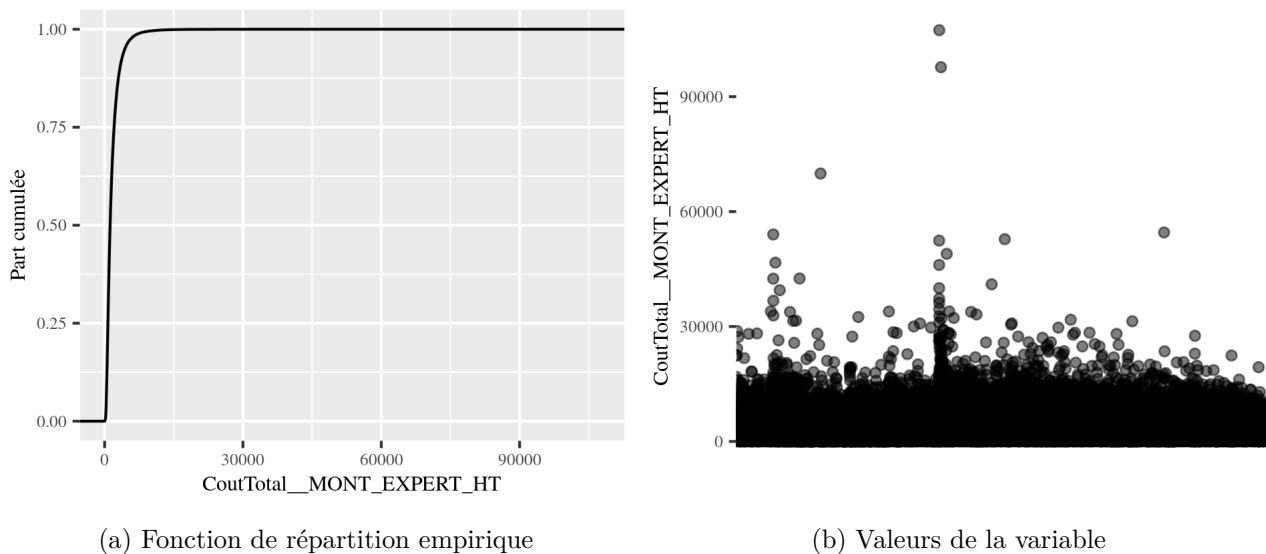 1.00
0.75
0.50
0.25
0.00
Part cumulée
0
30000
60000
90000
CoutTotal__MONT_EXPERT_HT
(a) Fonction de répartition empirique
90000
60000
30000
0
CoutTotal__MONT_EXPERT_HT
(b) Valeurs de la variable